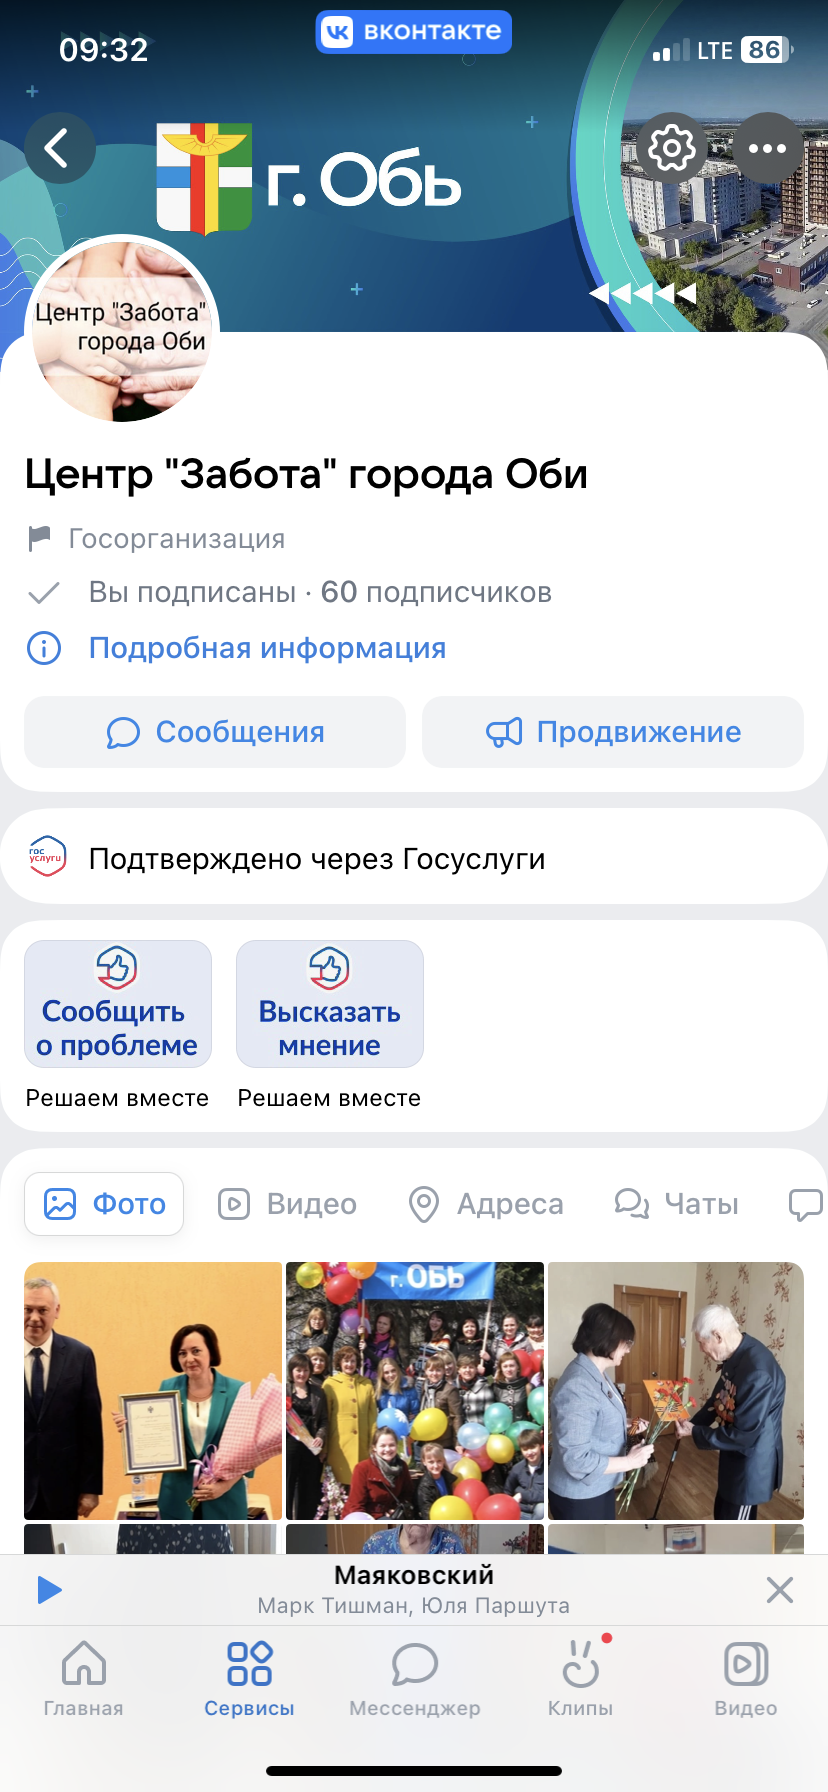 09:32
вконтакте
LTE
86
г. Обь
Центр "Забота"
города Оби
Центр "Забота" города Оби
Госорганизация
Вы подписаны · 60 подписчиков
Подробная информация
Сообщения
Продвижение
гос
услуги
Подтверждено через Госуслуги
Сообщить
о проблеме
Высказать
мнение
Решаем вместе
Решаем вместе
Фото
Видео
Адреса
Чаты
г. ОБЬ
Маяковский
Марк Тишман, Юля Паршута
Главная
Сервисы
Мессенджер
Клипы
Видео